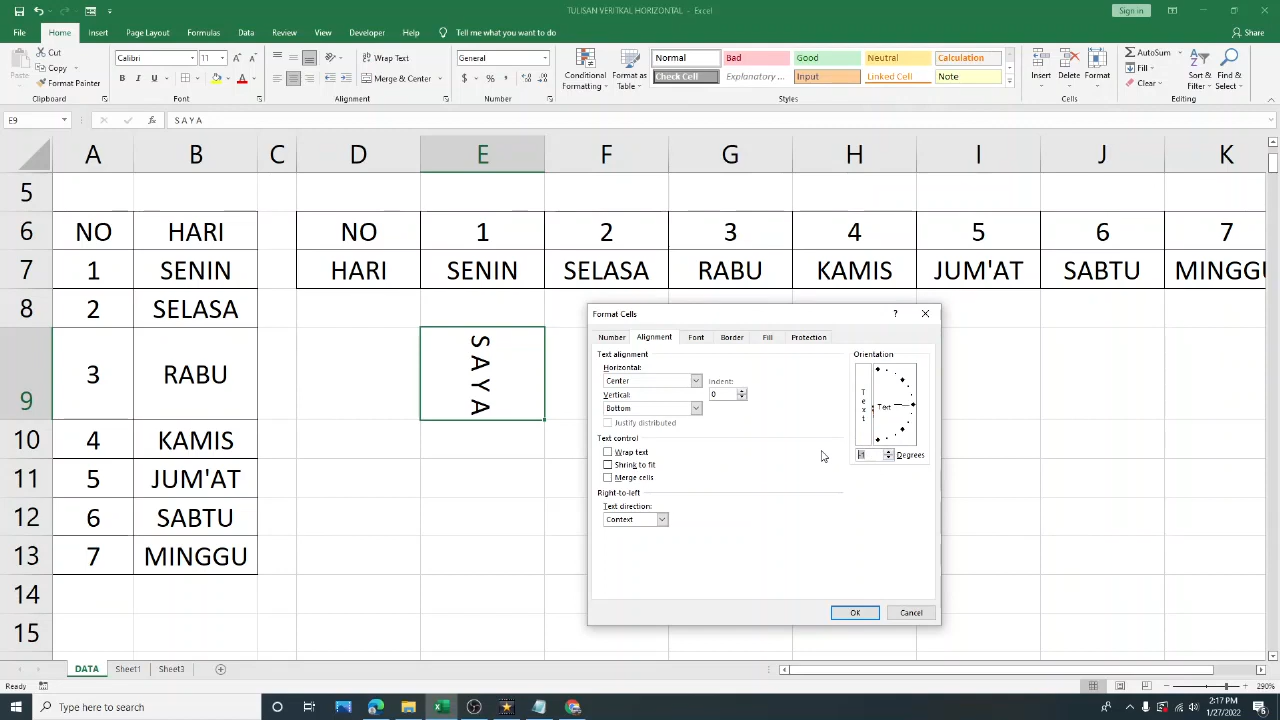 TULISAN VERITKAL HORIZONTAL - Excel
Sign in
File Home Insert Page Layout Formulas Data Review View Developer Help Tell me what you want to do
Share
Paste
Cut
Copy
Format Painter
Clipboard
Calibri 11
B I U
Font
Wrap Text
Merge & Center
Alignment
General
$ % ,
Number
Conditional Formatting
Format as Table
Normal Bad Good Neutral Calculation
Check Cell Explanatory ... Input Linked Cell Note
Styles
Insert Delete Format
Cells
AutoSum
Fill
Clear
Sort & Filter
Find & Select
Editing
E9
fx
S A Y A
A B C D E F G H I J K
5
6 NO HARI NO 1 2 3 4 5 6 7
7 1 SENIN HARI SENIN SELASA RABU KAMIS JUM'AT SABTU MINGGU
8 2 SELASA
9 3 RABU S A Y A
10 4 KAMIS
11 5 JUM'AT
12 6 SABTU
13 7 MINGGU
14
15
Format Cells
?
Number Alignment Font Border Fill Protection
Text alignment
Horizontal:
Center
Indent:
0
Vertical:
Bottom
Justify distributed
Text control
Wrap text
Shrink to fit
Merge cells
Right-to-left
Text direction:
Context
Orientation
Text
Text
Degrees
OK Cancel
DATA Sheet1 Sheet3
Ready
290%
Type here to search
2:17 PM
1/27/2022